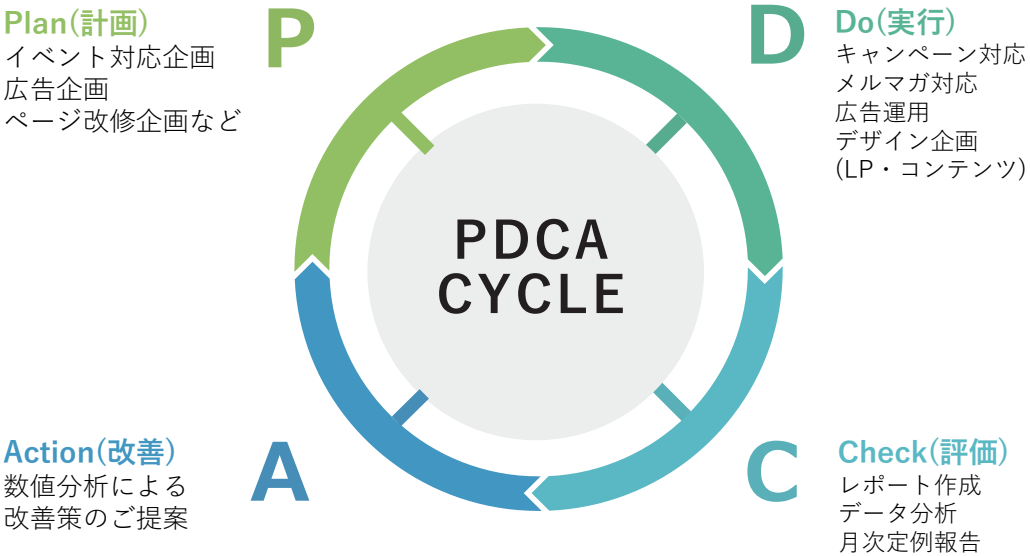 Plan(計画)
イベント対応企画
広告企画
ページ改修企画など
P
D
Do(実行)
キャンペーン対応
メルマガ対応
広告運用
デザイン企画
(LP・コンテンツ)
PDCA
CYCLE
Action(改善)
数値分析による
改善策のご提案
A
C
Check(評価)
レポート作成
データ分析
月次定例報告